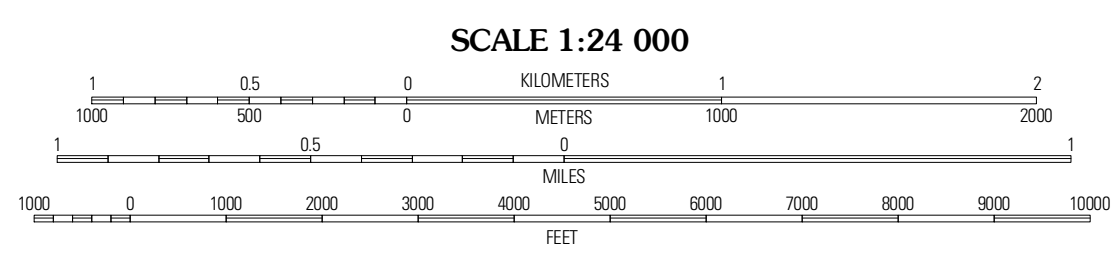 SCALE 1:24 000
1 0.5 0 KILOMETERS 1 2
1000 500 0 METERS 1000 2000
1 0.5 0 1
MILES
1000 0 1000 2000 3000 4000 5000 6000 7000 8000 9000 10000
FEET